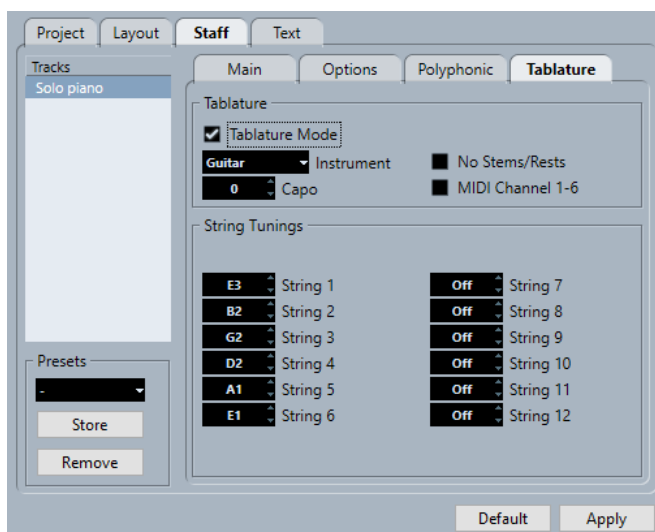 Project Layout Staff Text
Tracks
Solo piano
Main Options Polyphonic Tablature
Tablature
Tablature Mode
Guitar Instrument No Stems/Rests
0 Capo MIDI Channel 1-6
String Tunings
E3 String 1 Off String 7
B2 String 2 Off String 8
G2 String 3 Off String 9
D2 String 4 Off String 10
A1 String 5 Off String 11
E1 String 6 Off String 12
Presets
-
Store
Remove
Default Apply